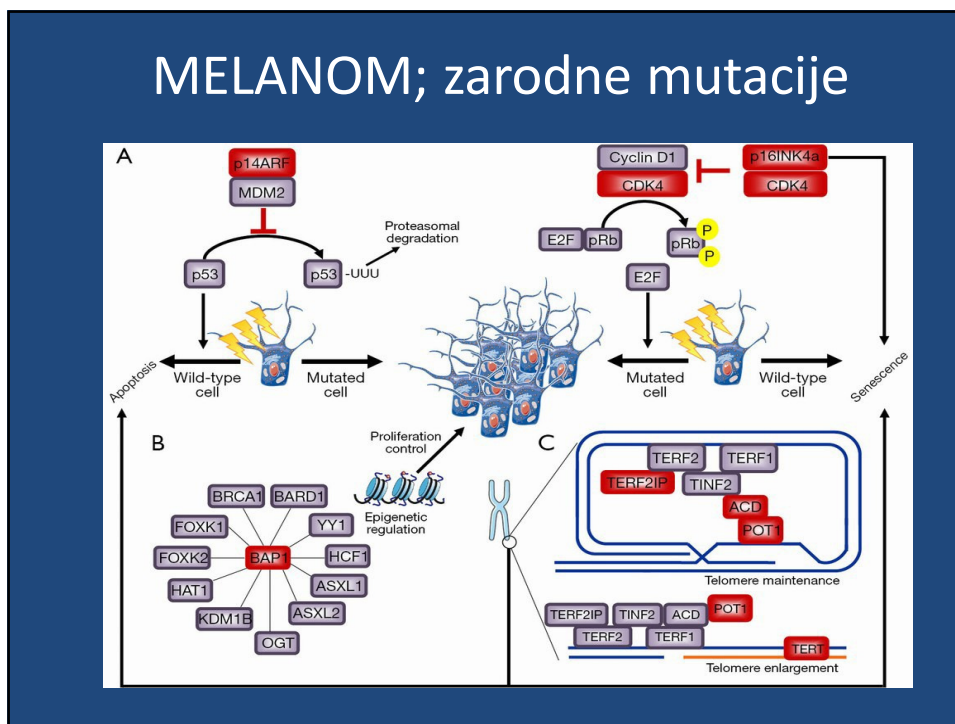 MELANOM; zarodne mutacije
A
p14ARF
MDM2
p53
p53
-UUU
Proteasomal
degradation
Cyclin D1
CDK4
p16INK4a
CDK4
E2F
pRb
pRb
P
P
E2F
Apoptosis
Wild-type
cell
Mutated
cell
Mutated
cell
Wild-type
cell
Senescence
B
Proliferation
control
Epigenetic
regulation
BRCA1
BARD1
FOXK1
YY1
FOXK2
BAP1
HCF1
HAT1
ASXL1
KDM1B
ASXL2
OGT
C
TERF2
TERF1
TERF2IP
TINF2
ACD
POT1
Telomere maintenance
TERF2IP
TINF2
ACD
POT1
TERF2
TERF1
TERT
Telomere enlargement